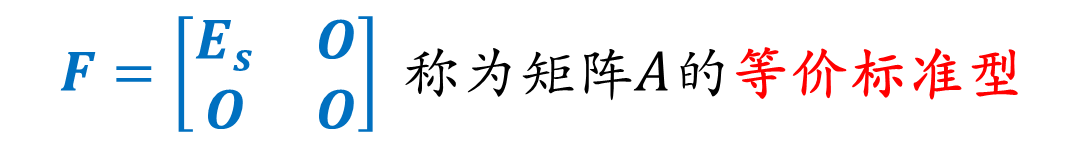 F = [E_s O; O O] 称为矩阵A的等价标准型